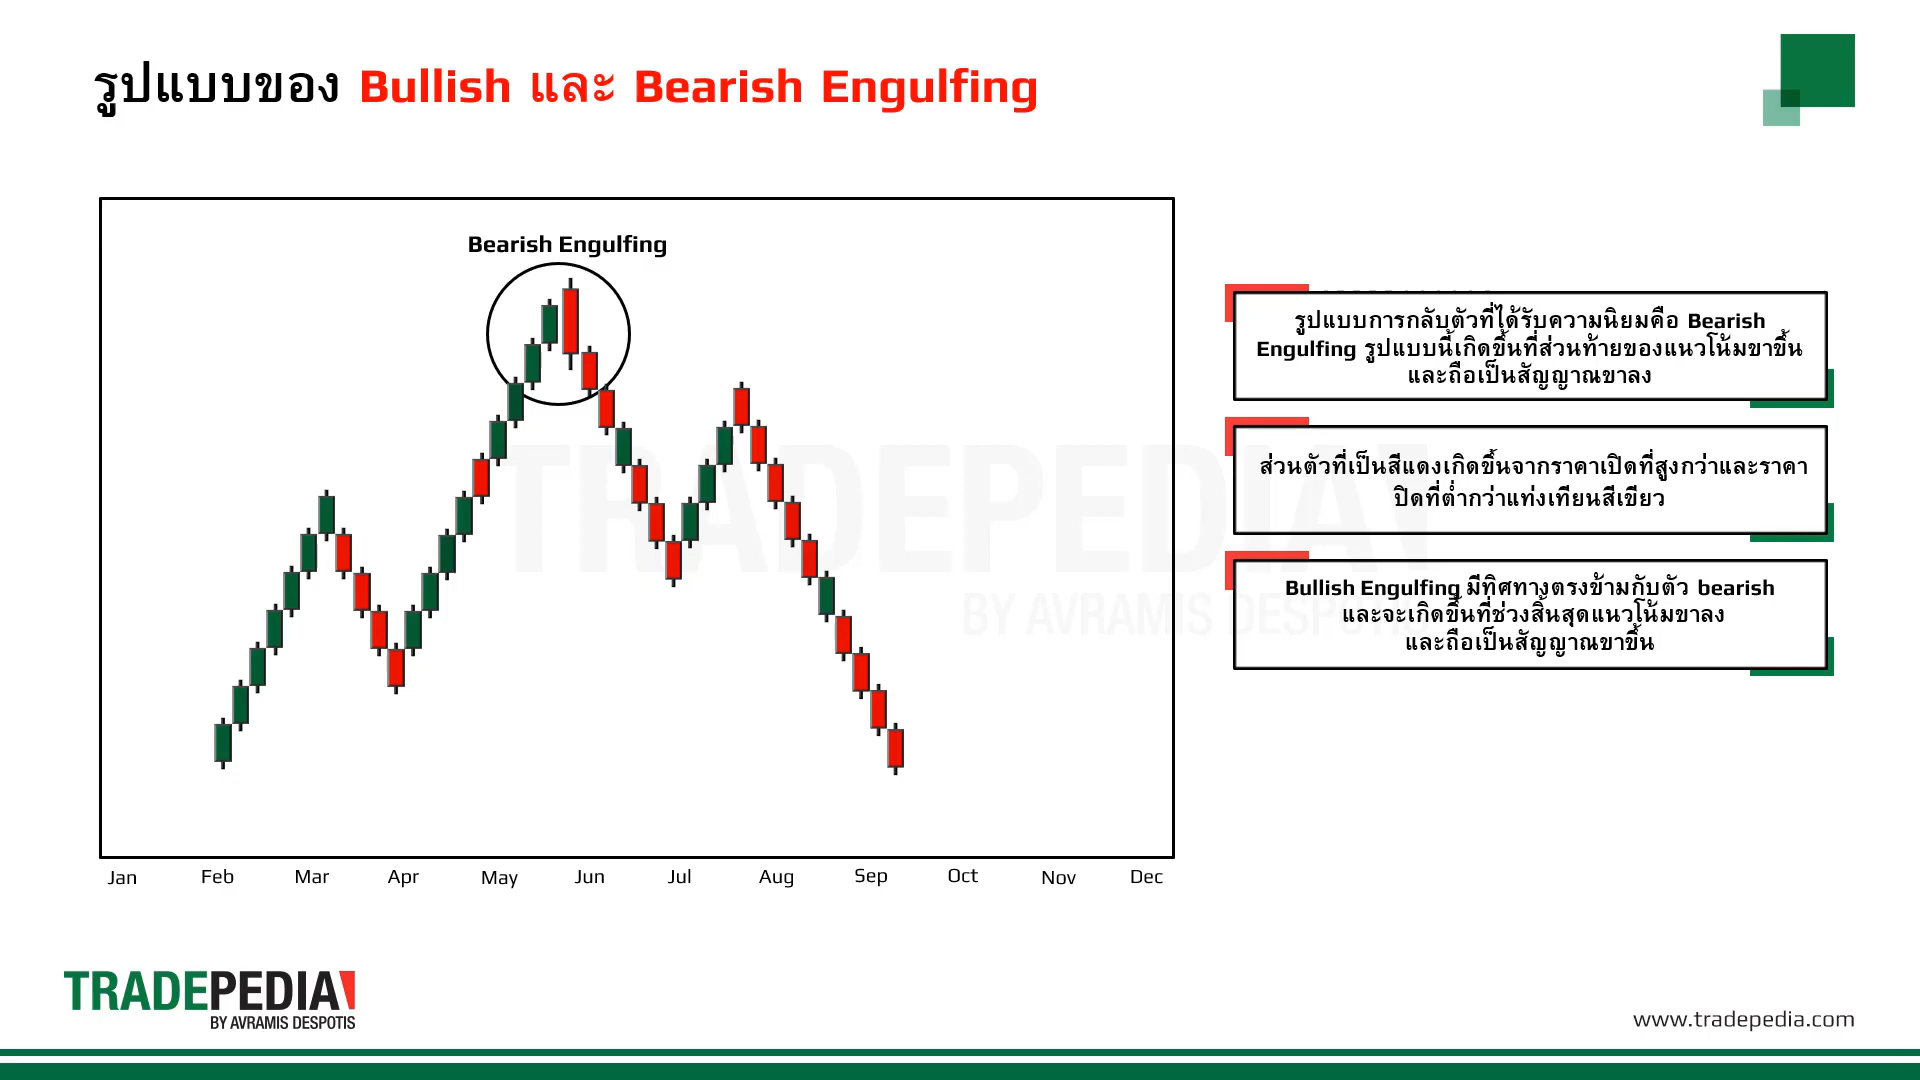 รูปแบบของ Bullish และ Bearish Engulfing
Bearish Engulfing
รูปแบบการกลับตัวที่ได้รับความนิยมคือ Bearish
Engulfing รูปแบบนี้เกิดขึ้นที่ส่วนท้ายของแนวโน้มขาขึ้น
และถือเป็นสัญญาณขาลง
ส่วนตัวที่เป็นสีแดงเกิดขึ้นจากราคาเปิดที่สูงกว่าและราคา
ปิดที่ต่ำกว่าแท่งเทียนสีเขียว
Bullish Engulfing มีทิศทางตรงข้ามกับตัว bearish
และจะเกิดขึ้นที่ช่วงสิ้นสุดแนวโน้มขาลง
และถือเป็นสัญญาณขาขึ้น
TRADEPEDIA
BY AVRAMIS DESPOTIS
Jan Feb Mar Apr May Jun Jul Aug Sep Oct Nov Dec
TRADEPEDIA
BY AVRAMIS DESPOTIS
www.tradepedia.com